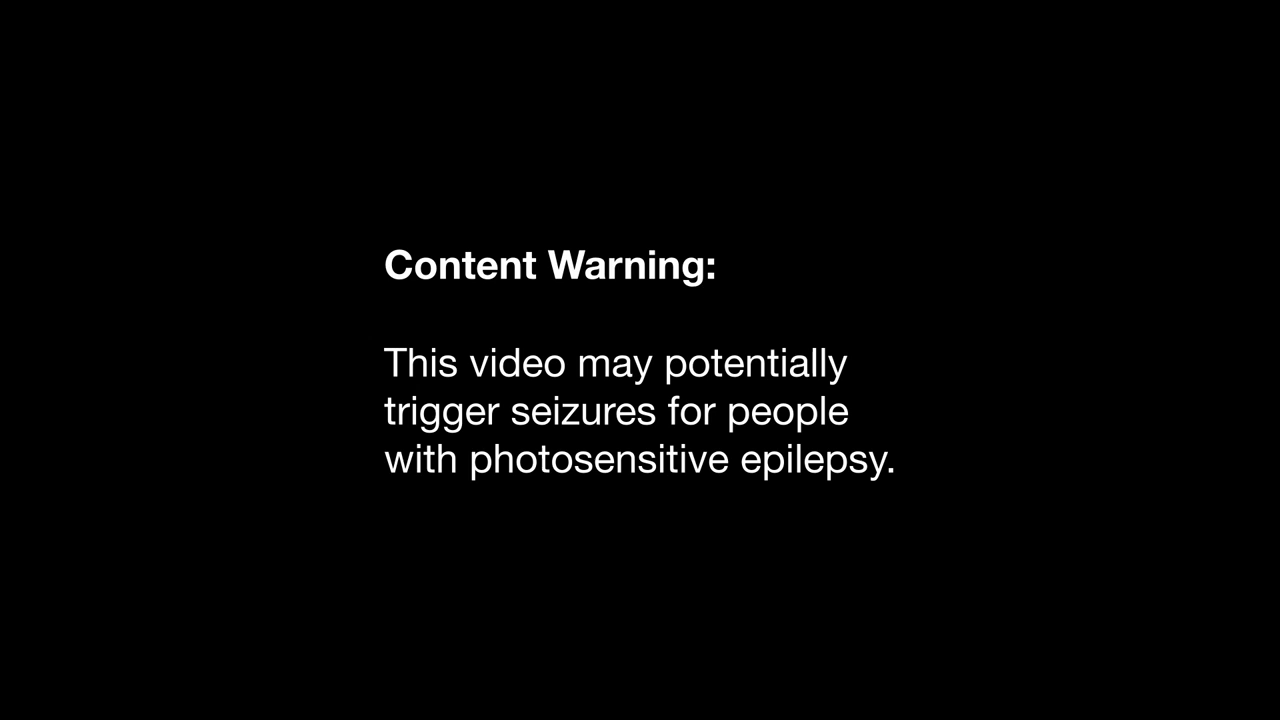 Content Warning:
This video may potentially
trigger seizures for people
with photosensitive epilepsy.